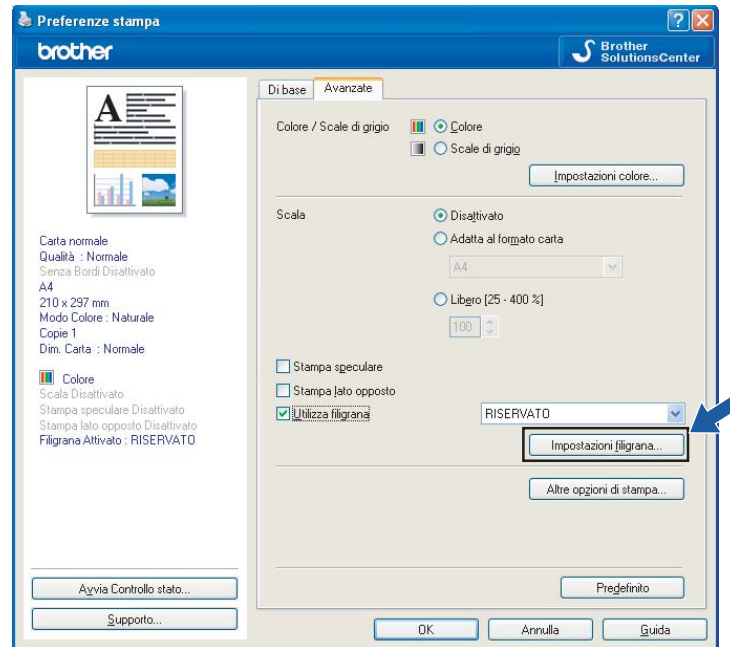 Preferenze stampa
brother
Brother
SolutionsCenter
A
Carta normale
Qualità : Normale
Senza Bordi Disattivato
A4
210 x 297 mm
Modo Colore : Naturale
Copie 1
Dim. Carta : Normale
Colore
Scala Disattivato
Stampa speculare Disattivato
Stampa lato opposto Disattivato
Filigrana Attivato : RISERVATO
Avvia Controllo stato...
Supporto...
Di base Avanzate
Colore / Scale di grigio Colore
Scale di grigio
Impostazioni colore...
Scala Disattivato
Adatta al formato carta
A4
Libero [25 - 400 %]
100
Stampa speculare
Stampa lato opposto
Utilizza filigrana RISERVATO
Impostazioni filigrana...
Altre opzioni di stampa...
Predefinito
OK Annulla Guida